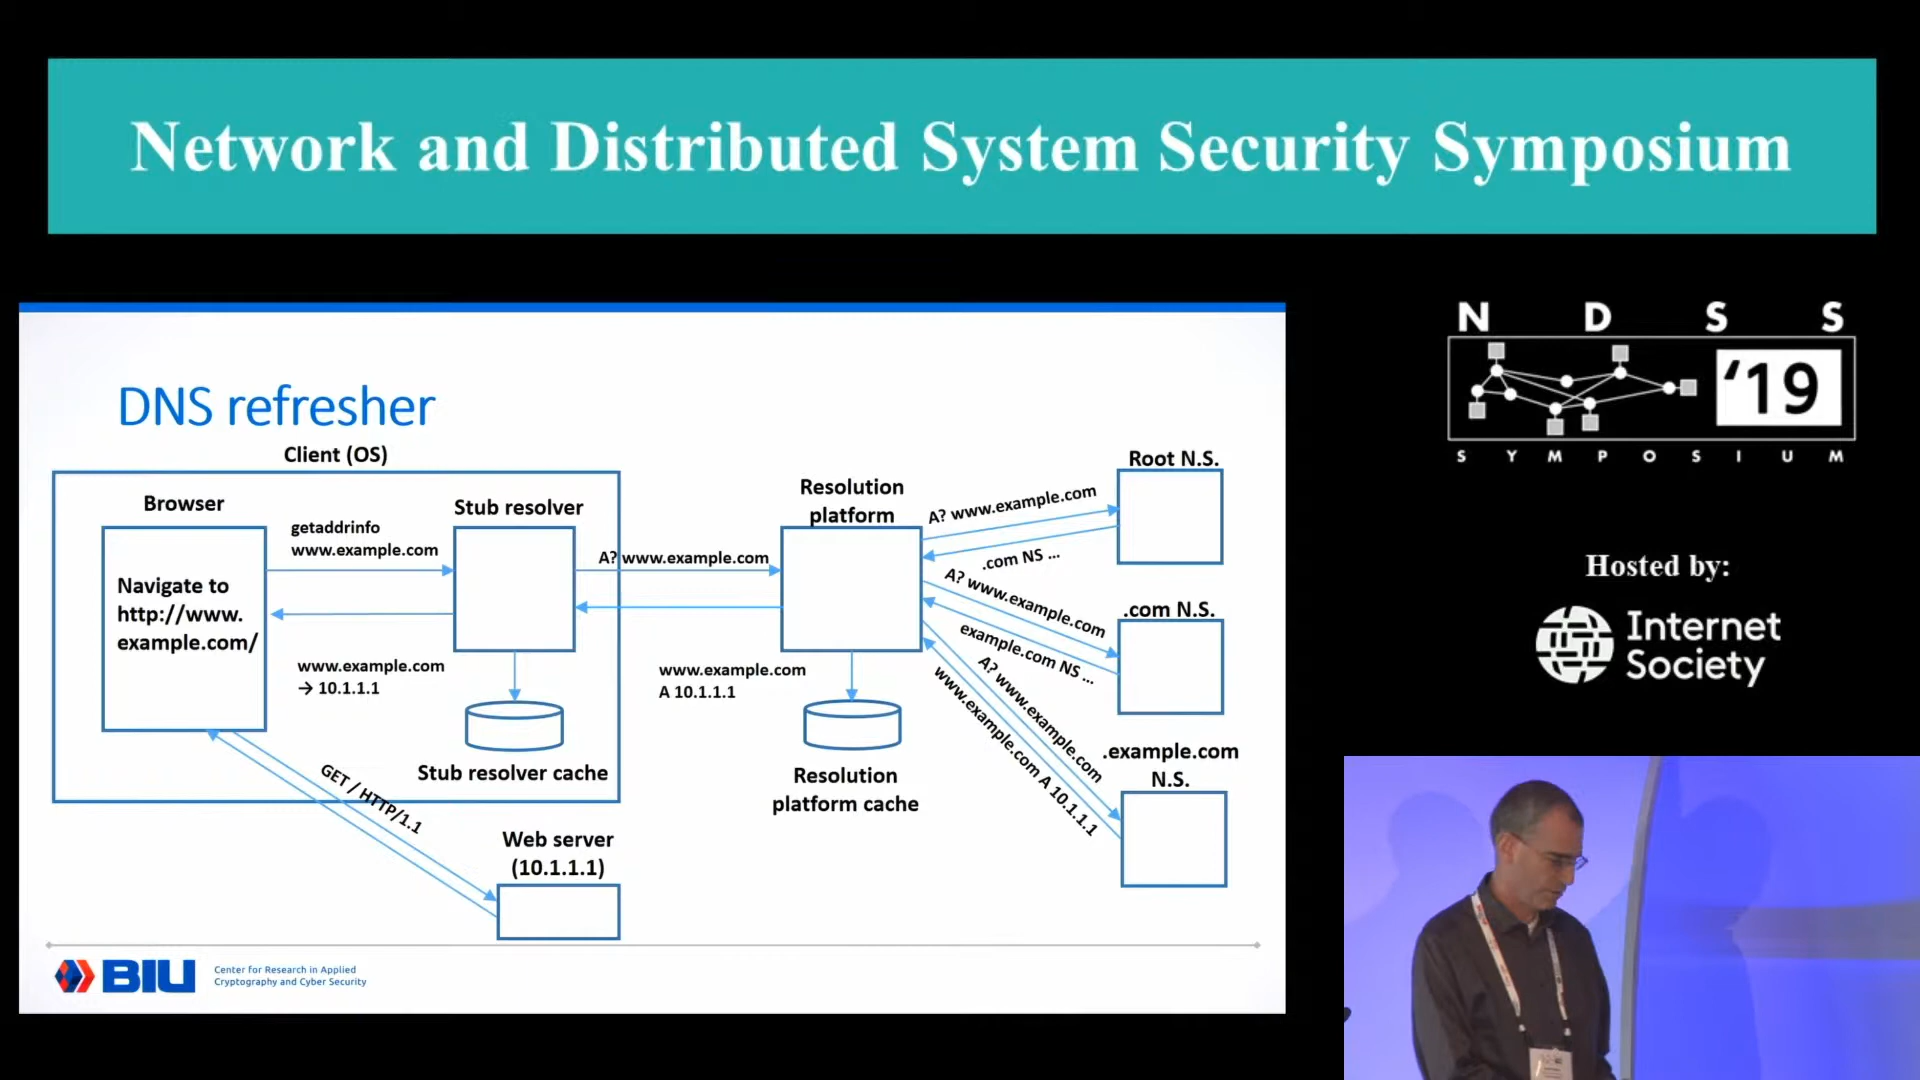 Network and Distributed System Security Symposium
N D S S
'19
S Y M P O S I U M
Hosted by:
Internet
Society
DNS refresher
Client (OS)
Browser
Navigate to
http://www.
example.com/
getaddrinfo
www.example.com
www.example.com
→ 10.1.1.1
Stub resolver
Stub resolver cache
A? www.example.com
www.example.com
A 10.1.1.1
Resolution
platform
Resolution
platform cache
A? www.example.com
.com NS ...
A? www.example.com
example.com NS ...
A? www.example.com
www.example.com A 10.1.1.1
Root N.S.
.com N.S.
.example.com
N.S.
GET / HTTP/1.1
Web server
(10.1.1.1)
BIU
Center for Research in Applied
Cryptography and Cyber Security